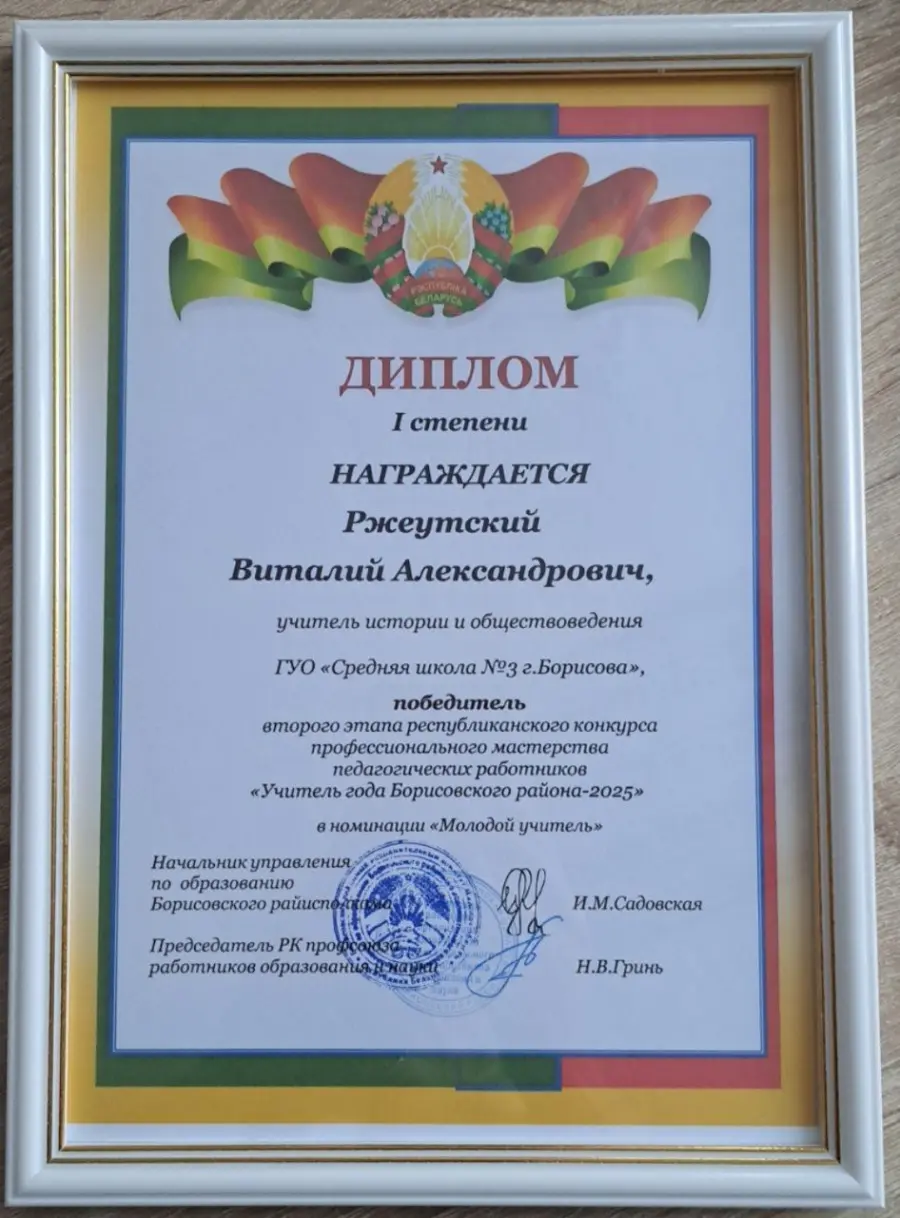 РЭСПУБЛІКА
БЕЛАРУСЬ
ДИПЛОМ
I степени
НАГРАЖДАЕТСЯ
Ржеутский
Виталий Александрович,
учитель истории и обществоведения
ГУО «Средняя школа №3 г.Борисова»,
победитель
второго этапа республиканского конкурса
профессионального мастерства
педагогических работников
«Учитель года Борисовского района-2025»
в номинации «Молодой учитель»
Начальник управления
по образованию
Борисовского райисполкома
И.М.Садовская
Председатель РК профсоюза
работников образования и науки
Н.В.Гринь